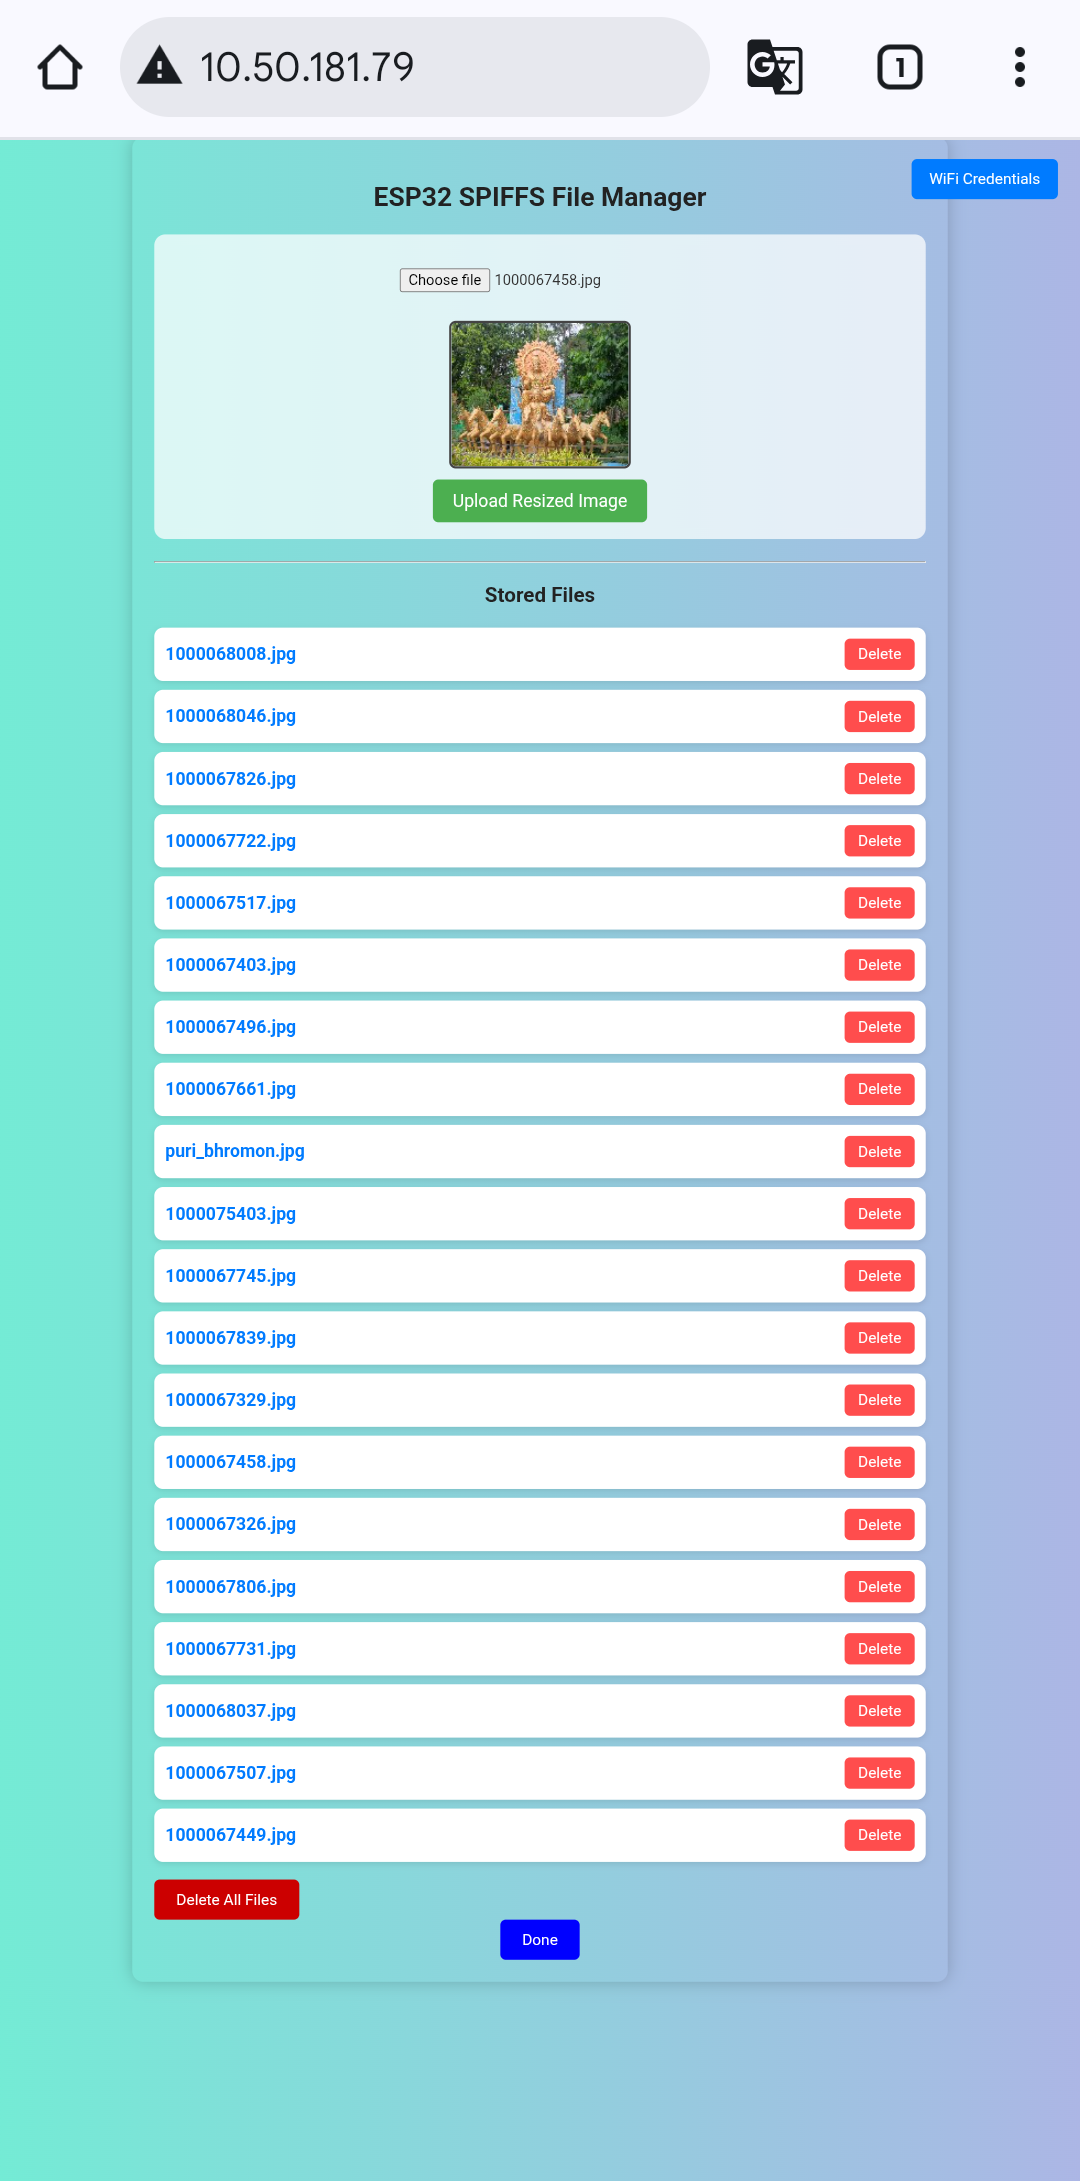 10.50.181.79
1
WiFi Credentials
ESP32 SPIFFS File Manager
Choose file 1000067458.jpg
Upload Resized Image
Stored Files
1000068008.jpg Delete
1000068046.jpg Delete
1000067826.jpg Delete
1000067722.jpg Delete
1000067517.jpg Delete
1000067403.jpg Delete
1000067496.jpg Delete
1000067661.jpg Delete
puri_bhromon.jpg Delete
1000075403.jpg Delete
1000067745.jpg Delete
1000067839.jpg Delete
1000067329.jpg Delete
1000067458.jpg Delete
1000067326.jpg Delete
1000067806.jpg Delete
1000067731.jpg Delete
1000068037.jpg Delete
1000067507.jpg Delete
1000067449.jpg Delete
Delete All Files
Done